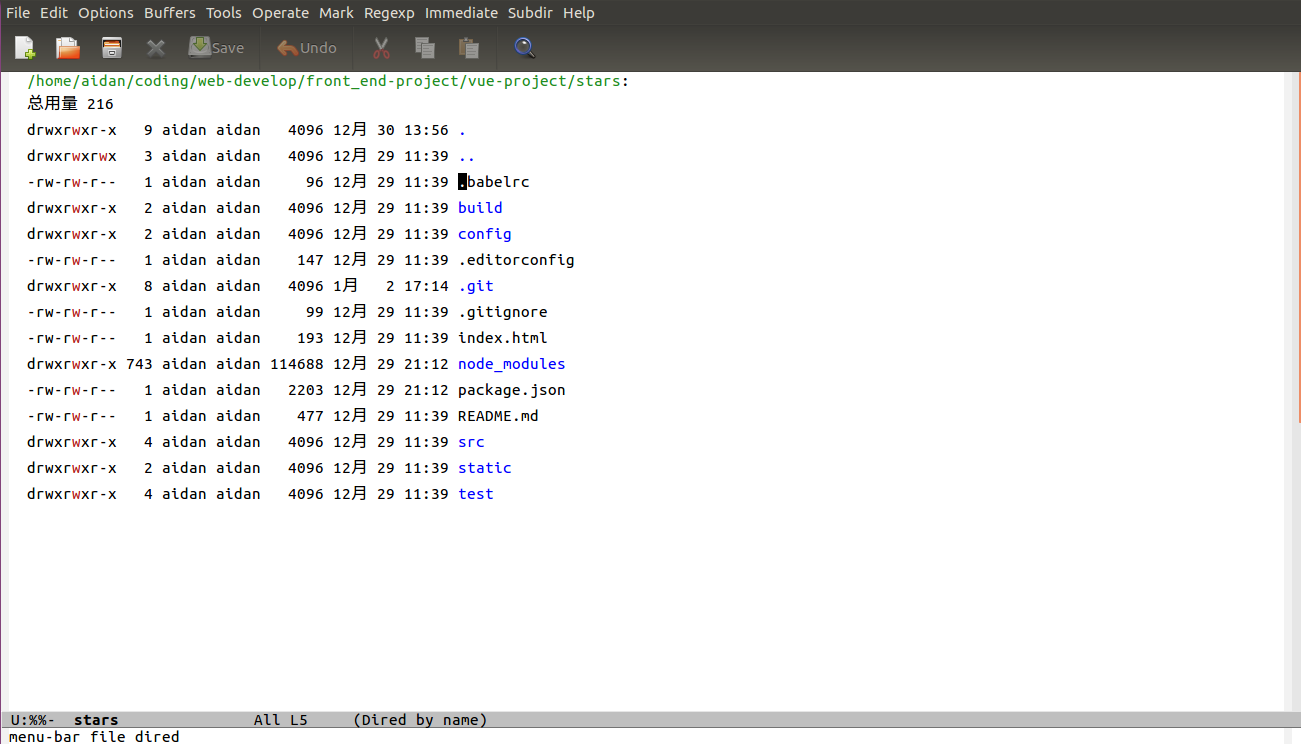 File Edit Options Buffers Tools Operate Mark Regexp Immediate Subdir Help
Save Undo
/home/aidan/coding/web-develop/front_end-project/vue-project/stars:
总用量 216
drwxrwxr-x   9 aidan aidan   4096 12月 30 13:56 .
drwxrwxrwx   3 aidan aidan   4096 12月 29 11:39 ..
-rw-rw-r--   1 aidan aidan     96 12月 29 11:39 .babelrc
drwxrwxr-x   2 aidan aidan   4096 12月 29 11:39 build
drwxrwxr-x   2 aidan aidan   4096 12月 29 11:39 config
-rw-rw-r--   1 aidan aidan    147 12月 29 11:39 .editorconfig
drwxrwxr-x   8 aidan aidan   4096 1月   2 17:14 .git
-rw-rw-r--   1 aidan aidan     99 12月 29 11:39 .gitignore
-rw-rw-r--   1 aidan aidan    193 12月 29 11:39 index.html
drwxrwxr-x 743 aidan aidan 114688 12月 29 21:12 node_modules
-rw-rw-r--   1 aidan aidan   2203 12月 29 21:12 package.json
-rw-rw-r--   1 aidan aidan    477 12月 29 11:39 README.md
drwxrwxr-x   4 aidan aidan   4096 12月 29 11:39 src
drwxrwxr-x   2 aidan aidan   4096 12月 29 11:39 static
drwxrwxr-x   4 aidan aidan   4096 12月 29 11:39 test
U:%%-  stars               All L5     (Dired by name)
menu-bar file dired